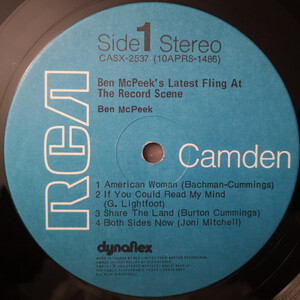 Side 1 Stereo
CASX-2537 (10APRS-1486)
Ben McPeek's Latest Fling At
The Record Scene
Ben McPeek
RCA
Camden
1 American Woman (Bachman-Cummings)
2 If You Could Read My Mind
(G. Lightfoot)
3 Share The Land (Burton Cummings)
4 Both Sides Now (Joni Mitchell)
dynaflex